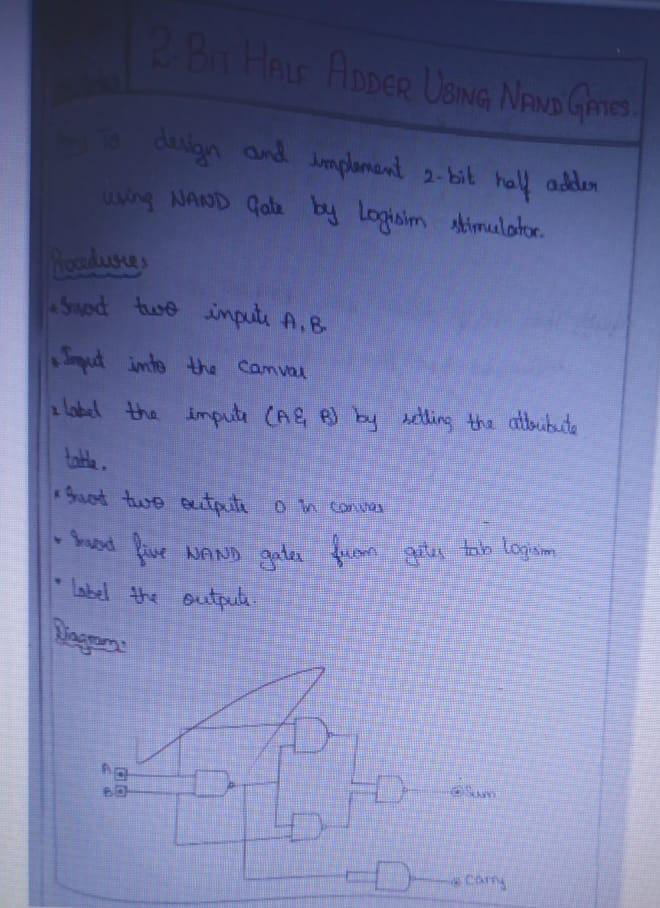 2-BIT HALF ADDER USING NAND GATES.
To design and implement 2-bit half adder
using NAND Gate by Logisim stimulator.
Procedures
Insert two inputs A, B
Input into the canvas
label the inputs (A & B) by setting the attribute
table.
Insert two outputs O in canvas
Insert five NAND gates from gates tab logism
Label the outputs.
Diagram:
A
B
Sum
Carry